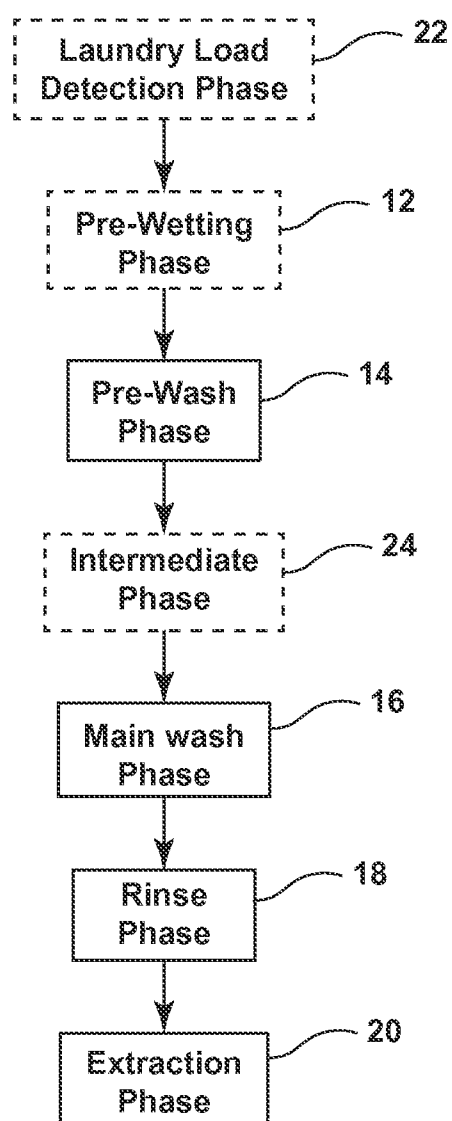 Laundry Load
Detection Phase
22
Pre-Wetting
Phase
12
Pre-Wash
Phase
14
Intermediate
Phase
24
Main wash
Phase
16
Rinse
Phase
18
Extraction
Phase
20